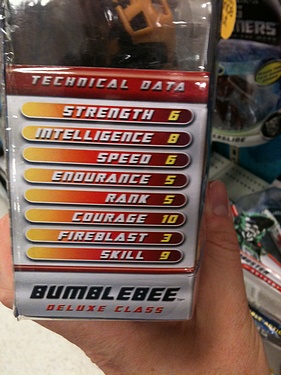 TECHNICAL DATA
STRENGTH 6
INTELLIGENCE 8
SPEED 6
ENDURANCE 5
RANK 5
COURAGE 10
FIREBLAST 3
SKILL 9
BUMBLEBEE™
DELUXE CLASS